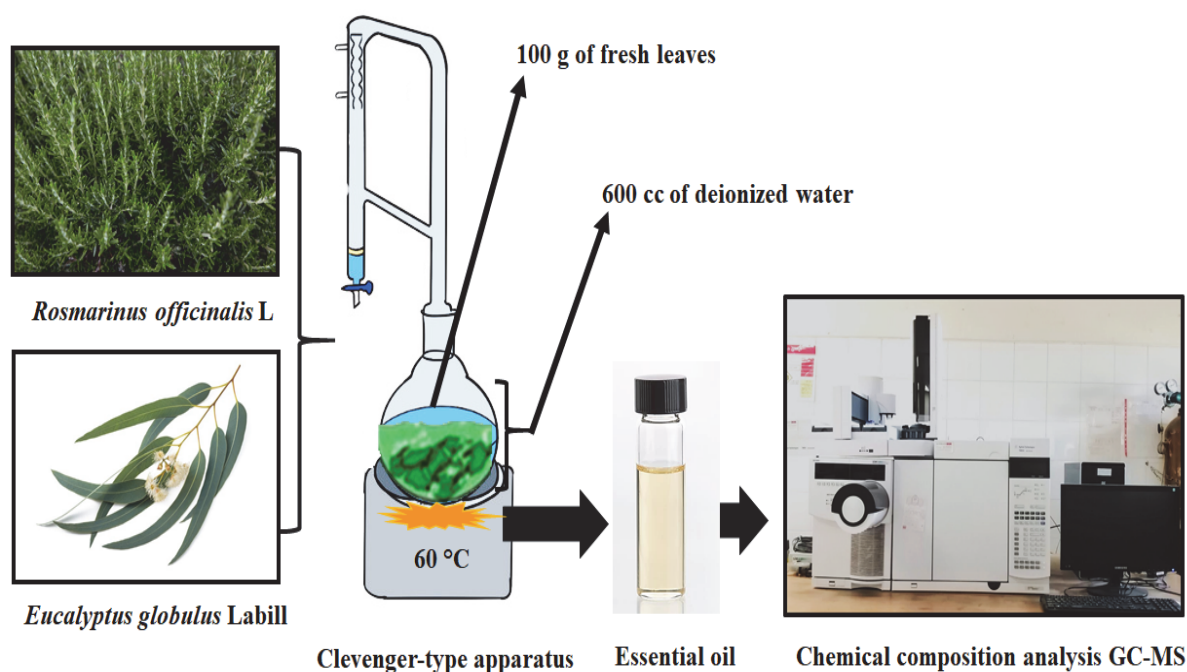 100 g of fresh leaves
600 cc of deionized water
Rosmarinus officinalis L
60 °C
Eucalyptus globulus Labill
Clevenger-type apparatus
Essential oil
Chemical composition analysis GC-MS